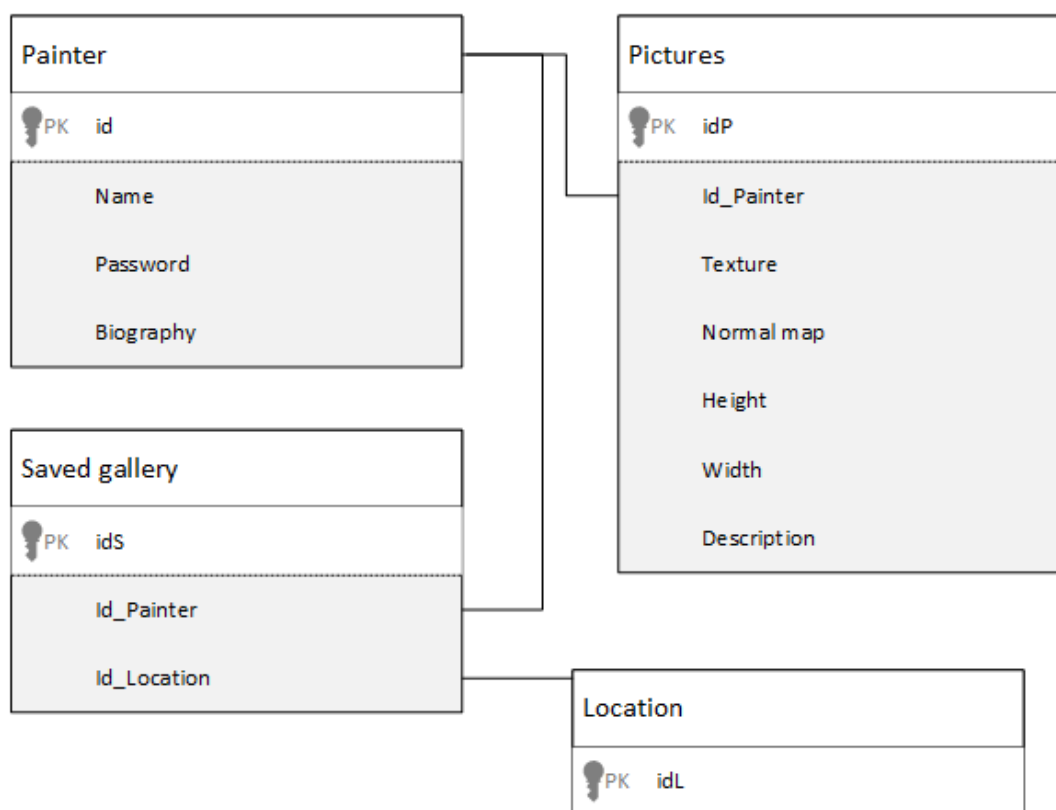 Painter
PK id
Name
Password
Biography
Pictures
PK idP
Id_Painter
Texture
Normal map
Height
Width
Description
Saved gallery
PK idS
Id_Painter
Id_Location
Location
PK idL